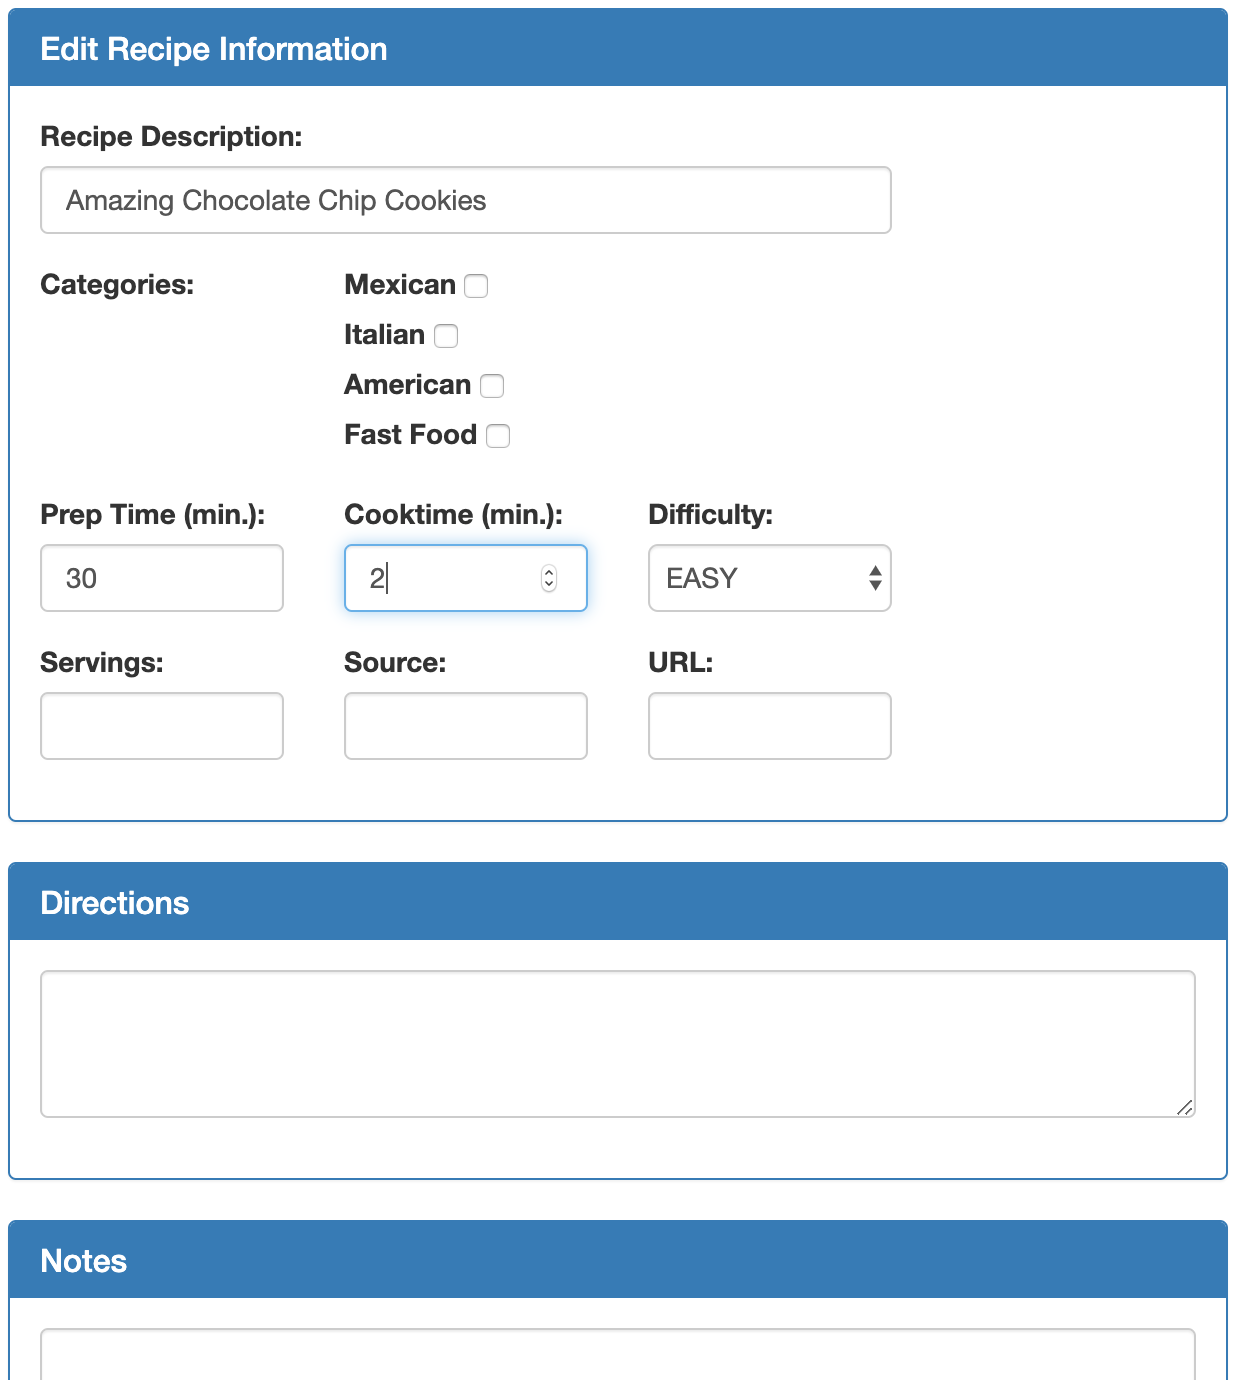 Edit Recipe Information
Recipe Description:
Amazing Chocolate Chip Cookies
Categories:
Mexican
Italian
American
Fast Food
Prep Time (min.): Cooktime (min.): Difficulty:
30 2 EASY
Servings: Source: URL:
Directions
Notes